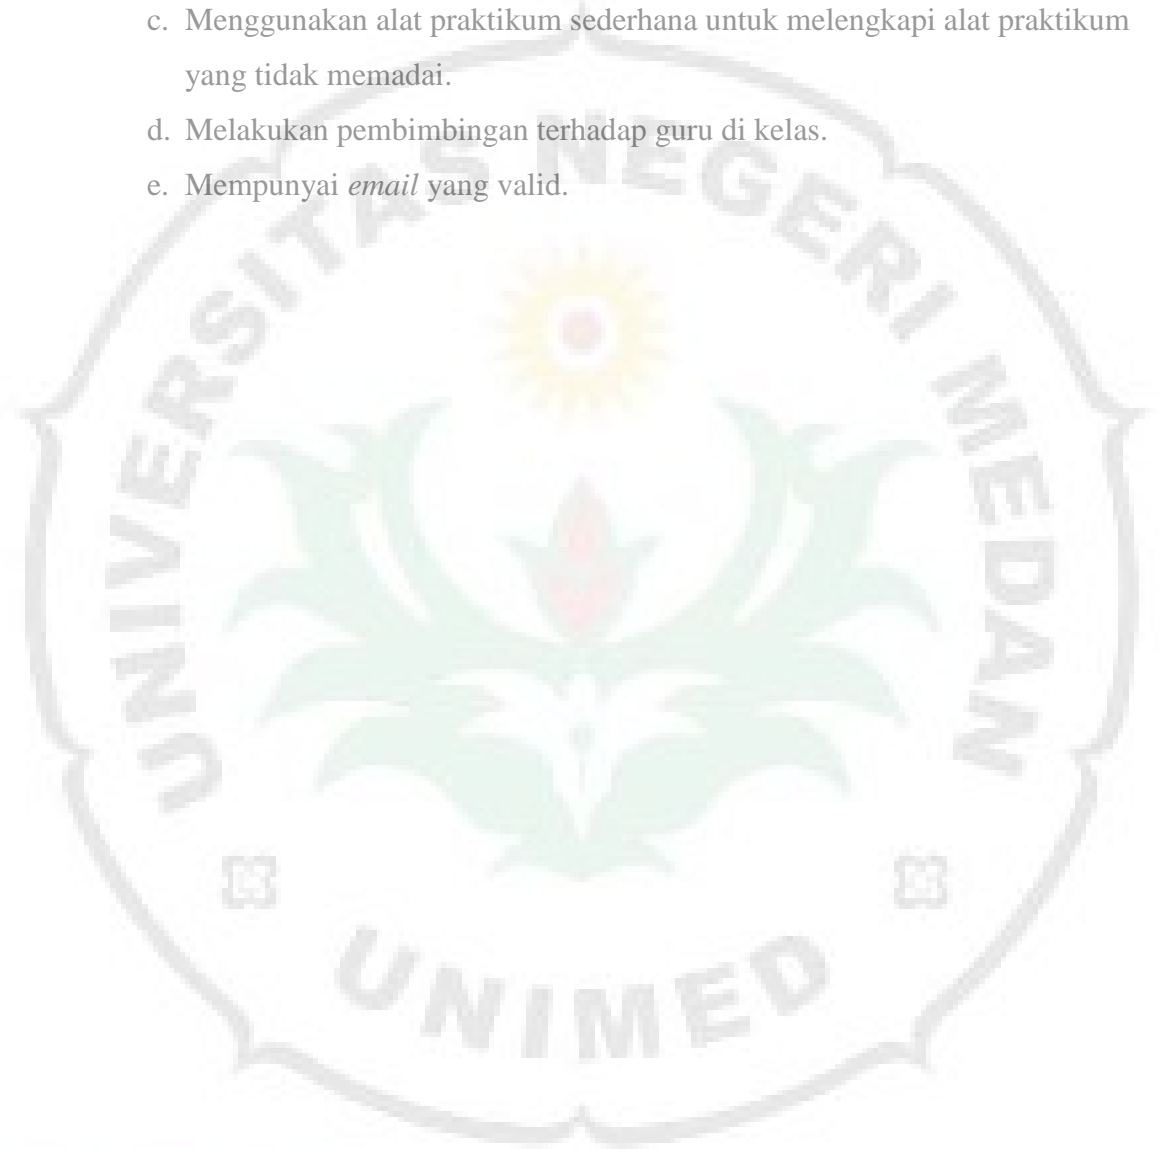 c. Menggunakan alat praktikum sederhana untuk melengkapi alat praktikum
yang tidak memadai.
d. Melakukan pembimbingan terhadap guru di kelas.
e. Mempunyai email yang valid.
UNIVERSITAS NEGERI MEDAN
UNIMED